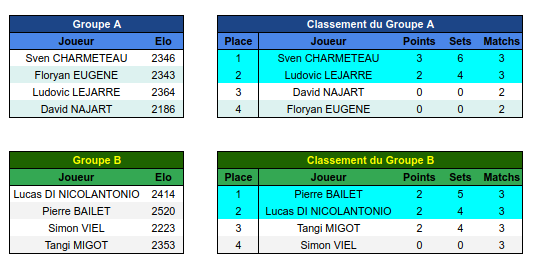 Groupe A
Joueur Elo
Sven CHARMETEAU 2346
Floryan EUGENE 2343
Ludovic LEJARRE 2364
David NAJART 2186
Classement du Groupe A
Place Joueur Points Sets Matchs
1 Sven CHARMETEAU 3 6 3
2 Ludovic LEJARRE 2 4 3
3 David NAJART 0 0 2
4 Floryan EUGENE 0 0 2
Groupe B
Joueur Elo
Lucas DI NICOLANTONIO 2414
Pierre BAILET 2520
Simon VIEL 2223
Tangi MIGOT 2353
Classement du Groupe B
Place Joueur Points Sets Matchs
1 Pierre BAILET 2 5 3
2 Lucas DI NICOLANTONIO 2 4 3
3 Tangi MIGOT 2 4 3
4 Simon VIEL 0 0 3